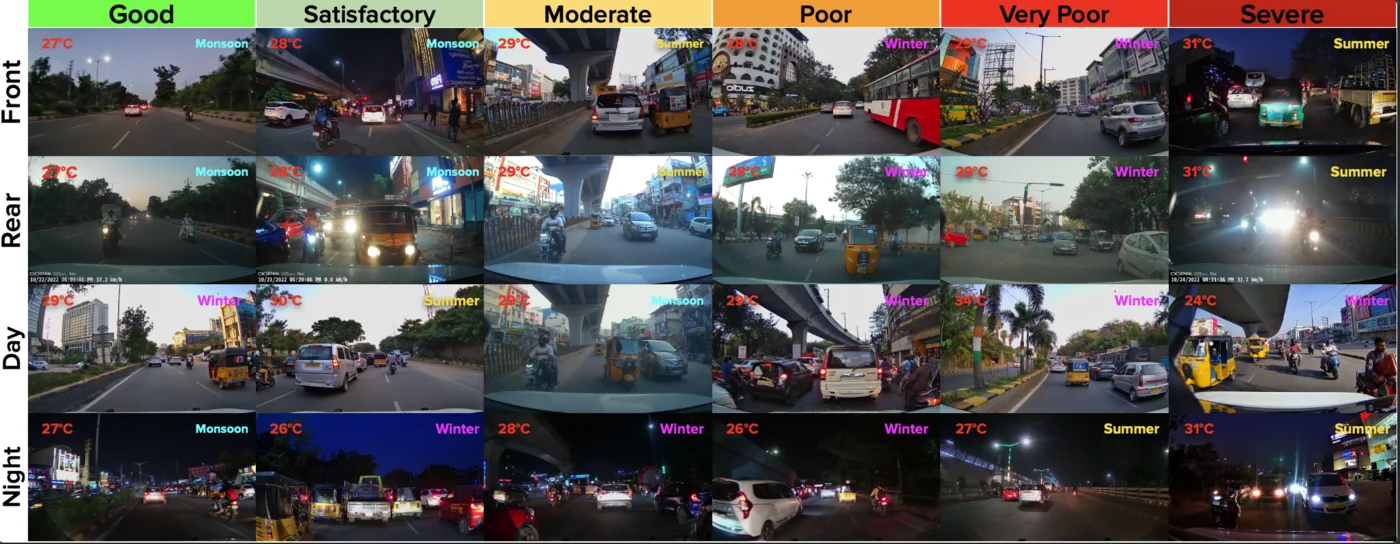 Good Satisfactory Moderate Poor Very Poor Severe
Front
27°C Monsoon 28°C Monsoon 29°C Summer 28°C Winter 29°C Winter 31°C Summer
Rear
27°C Monsoon 28°C Monsoon 29°C Summer 28°C Winter 29°C Winter 31°C Summer
Day
29°C Winter 30°C Summer 29°C Monsoon 29°C Winter 34°C Winter 24°C Winter
Night
27°C Monsoon 26°C Winter 28°C Winter 26°C Winter 27°C Summer 31°C Summer